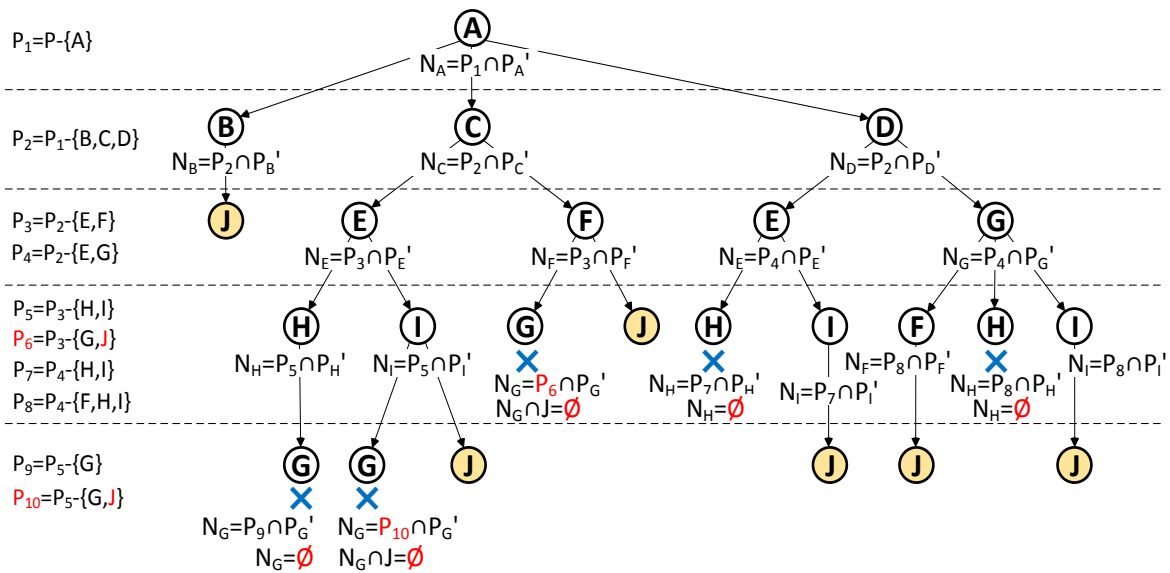 A
P₁=P-{A}
N_A=P₁∩P_A'
B C D
P₂=P₁-{B,C,D}
N_B=P₂∩P_B' N_C=P₂∩P_C' N_D=P₂∩P_D'
J E F E G
P₃=P₂-{E,F}
P₄=P₂-{E,G}
N_E=P₃∩P_E' N_F=P₃∩P_F' N_E=P₄∩P_E' N_G=P₄∩P_G'
P₅=P₃-{H,I}
H I G J H I F H I
P₆=P₃-{G,J}
N_H=P₅∩P_H' N_I=P₅∩P_I' N_F=P₈∩P_F' N_I=P₈∩P_I'
P₇=P₄-{H,I}
N_G=P₆∩P_G' N_H=P₇∩P_H' N_I=P₇∩P_I' N_H=P₈∩P_H'
P₈=P₄-{F,H,I}
N_G∩J=Ø N_H=Ø N_H=Ø
P₉=P₅-{G}
G G J J J J
P₁₀=P₅-{G,J}
N_G=P₉∩P_G' N_G=P₁₀∩P_G'
N_G=Ø N_G∩J=Ø